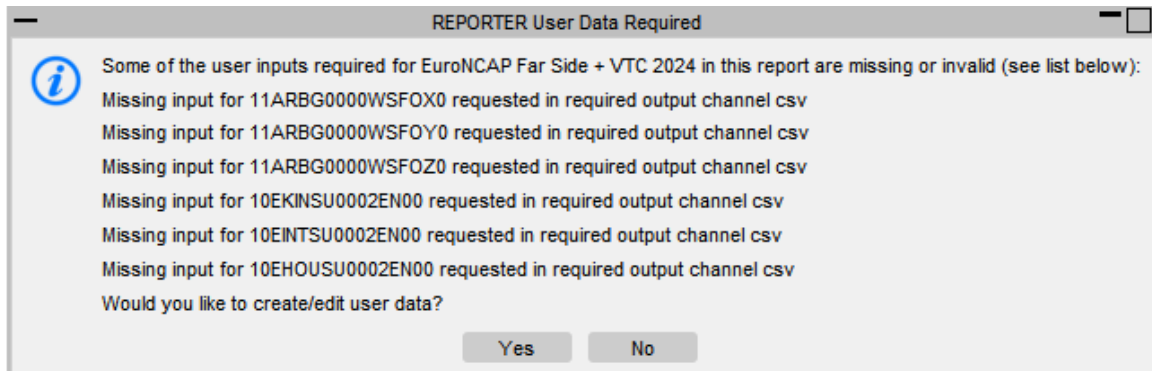 REPORTER User Data Required
Some of the user inputs required for EuroNCAP Far Side + VTC 2024 in this report are missing or invalid (see list below):
Missing input for 11ARBG0000WSFOX0 requested in required output channel csv
Missing input for 11ARBG0000WSFOY0 requested in required output channel csv
Missing input for 11ARBG0000WSFOZ0 requested in required output channel csv
Missing input for 10EKINSU0002EN00 requested in required output channel csv
Missing input for 10EINTSU0002EN00 requested in required output channel csv
Missing input for 10EHOUSU0002EN00 requested in required output channel csv
Would you like to create/edit user data?
Yes No